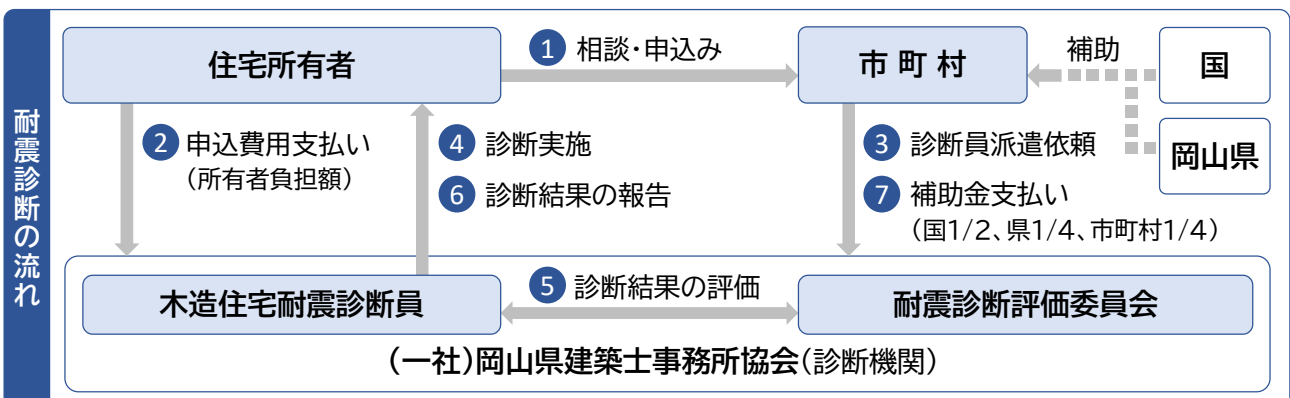 耐震診断の流れ
住宅所有者
1 相談・申込み
市町村
補助
国
岡山県
2 申込費用支払い
(所有者負担額)
4 診断実施
6 診断結果の報告
3 診断員派遣依頼
7 補助金支払い
(国1/2、県1/4、市町村1/4)
木造住宅耐震診断員
5 診断結果の評価
耐震診断評価委員会
(一社)岡山県建築士事務所協会(診断機関)